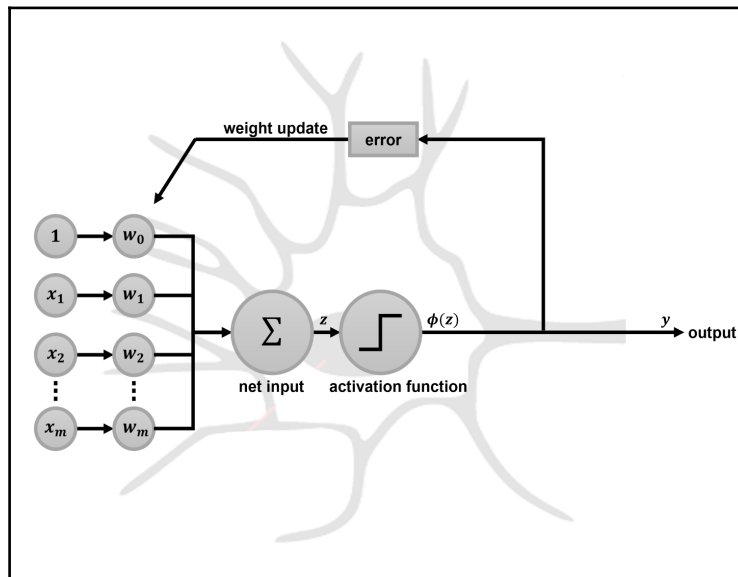 weight update
error
1
w₀
x₁
w₁
x₂
w₂
xₘ
wₘ
Σ
net input
z
activation function
ϕ(z)
y
output